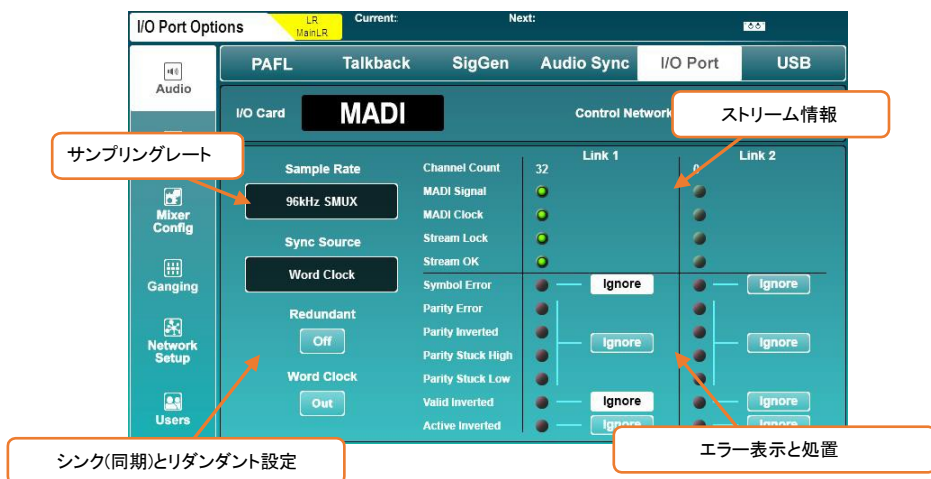 I/O Port Options
LR
MainLR
Current:
Next:
Audio
PAFL Talkback SigGen Audio Sync I/O Port USB
I/O Card MADI Control Network
ストリーム情報
サンプリングレート
Sample Rate
96kHz SMUX
Sync Source
Word Clock
Redundant
Off
Word Clock
Out
Link 1 Link 2
Channel Count 32 0
MADI Signal
MADI Clock
Stream Lock
Stream OK
Symbol Error Ignore Ignore
Parity Error
Parity Inverted
Ignore Ignore
Parity Stuck High
Parity Stuck Low
Valid Inverted Ignore Ignore
Active Inverted Ignore Ignore
Mixer
Config
Ganging
Network
Setup
Users
シンク(同期)とリダンダント設定
エラー表示と処置